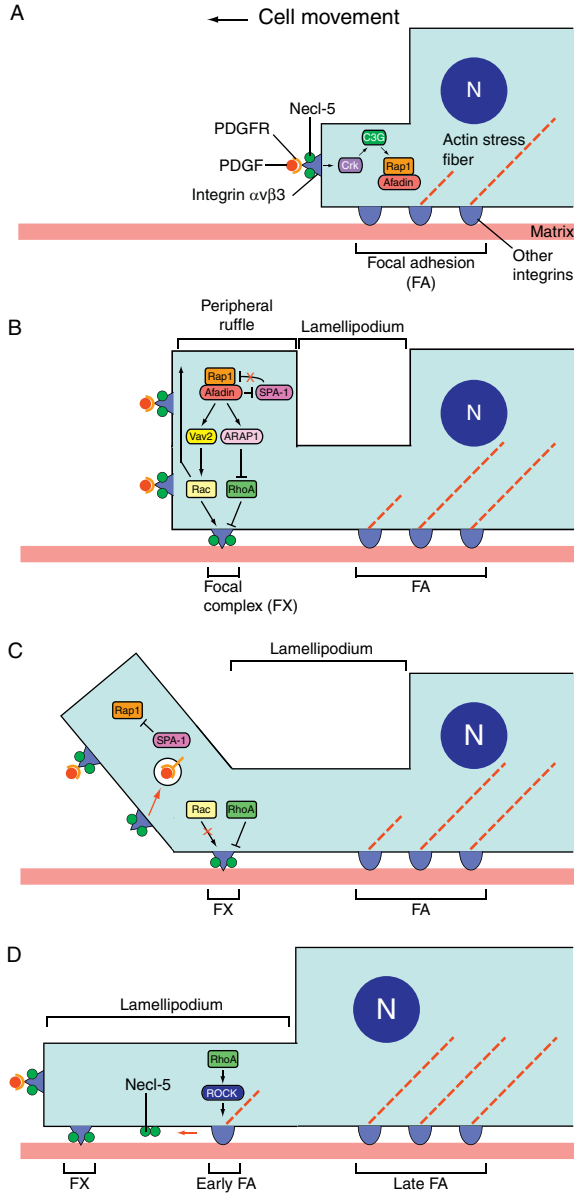 A
Cell movement
Necl-5
PDGFR
PDGF
Integrin αvβ3
C3G
Crk
Rap1
Afadin
N
Actin stress
fiber
Matrix
Focal adhesion
(FA)
Other
integrins
B
Peripheral
ruffle
Lamellipodium
Rap1
Afadin
SPA-1
Vav2
ARAP1
Rac
RhoA
N
Focal
complex (FX)
FA
C
Lamellipodium
Rap1
SPA-1
Rac
RhoA
N
FX
FA
D
Lamellipodium
N
Necl-5
RhoA
ROCK
FX
Early FA
Late FA